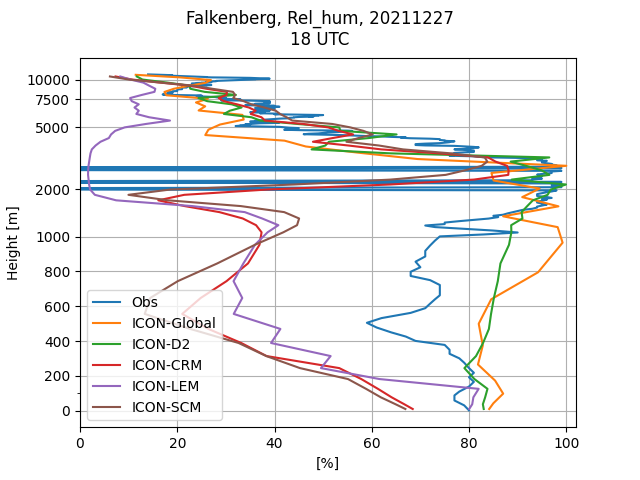 Falkenberg, Rel_hum, 20211227
18 UTC
Height [m]
10000
7500
5000
2000
1000
800
600
400
200
0
Obs
ICON-Global
ICON-D2
ICON-CRM
ICON-LEM
ICON-SCM
0 20 40 60 80 100
[%]